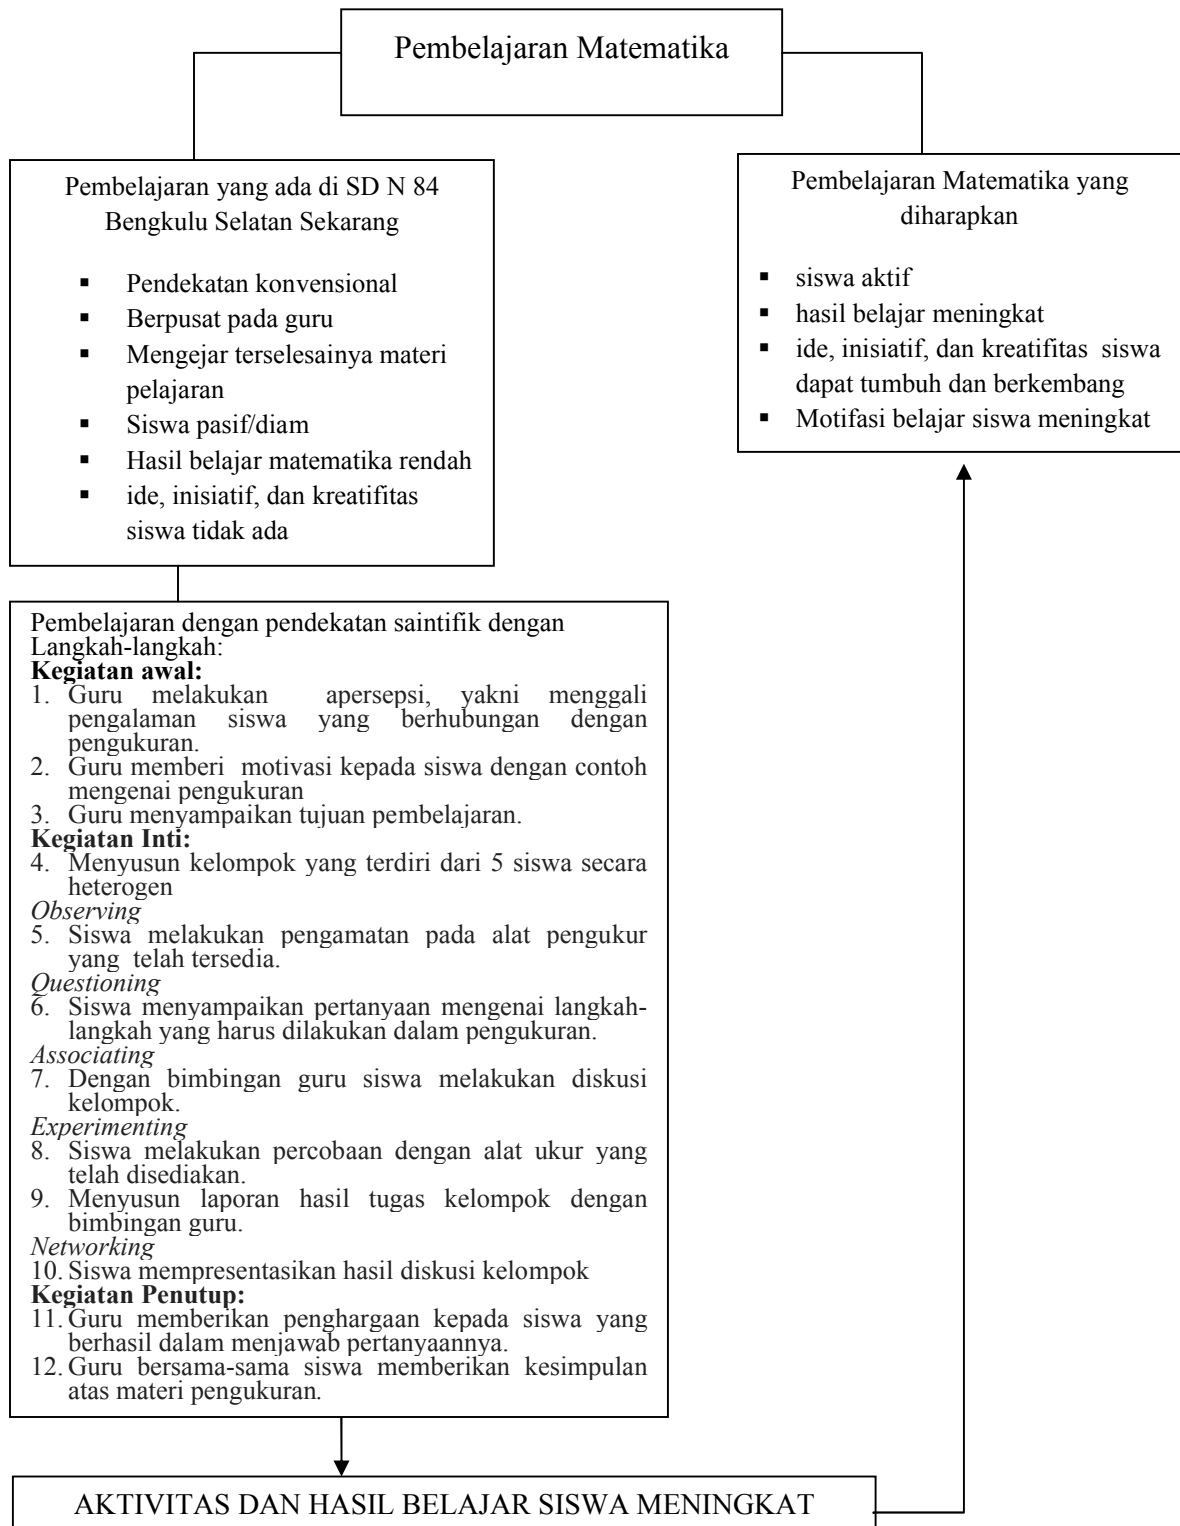 Pembelajaran Matematika
Pembelajaran yang ada di SD N 84
Bengkulu Selatan Sekarang
▪ Pendekatan konvensional
▪ Berpusat pada guru
▪ Mengejar terselesainya materi
pelajaran
▪ Siswa pasif/diam
▪ Hasil belajar matematika rendah
▪ ide, inisiatif, dan kreatifitas
siswa tidak ada
Pembelajaran Matematika yang
diharapkan
▪ siswa aktif
▪ hasil belajar meningkat
▪ ide, inisiatif, dan kreatifitas siswa
dapat tumbuh dan berkembang
▪ Motifasi belajar siswa meningkat
Pembelajaran dengan pendekatan saintifik dengan
Langkah-langkah:
Kegiatan awal:
1. Guru melakukan apersepsi, yakni menggali
pengalaman siswa yang berhubungan dengan
pengukuran.
2. Guru memberi motivasi kepada siswa dengan contoh
mengenai pengukuran
3. Guru menyampaikan tujuan pembelajaran.
Kegiatan Inti:
4. Menyusun kelompok yang terdiri dari 5 siswa secara
heterogen
Observing
5. Siswa melakukan pengamatan pada alat pengukur
yang telah tersedia.
Questioning
6. Siswa menyampaikan pertanyaan mengenai langkah-
langkah yang harus dilakukan dalam pengukuran.
Associating
7. Dengan bimbingan guru siswa melakukan diskusi
kelompok.
Experimenting
8. Siswa melakukan percobaan dengan alat ukur yang
telah disediakan.
9. Menyusun laporan hasil tugas kelompok dengan
bimbingan guru.
Networking
10. Siswa mempresentasikan hasil diskusi kelompok
Kegiatan Penutup:
11. Guru memberikan penghargaan kepada siswa yang
berhasil dalam menjawab pertanyaannya.
12. Guru bersama-sama siswa memberikan kesimpulan
atas materi pengukuran.
AKTIVITAS DAN HASIL BELAJAR SISWA MENINGKAT